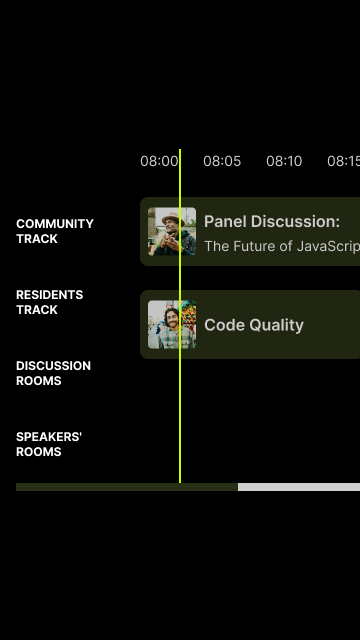 08:00 08:05 08:10 08:15
COMMUNITY
TRACK
Panel Discussion:
The Future of JavaScrip
RESIDENTS
TRACK
Code Quality
DISCUSSION
ROOMS
SPEAKERS'
ROOMS